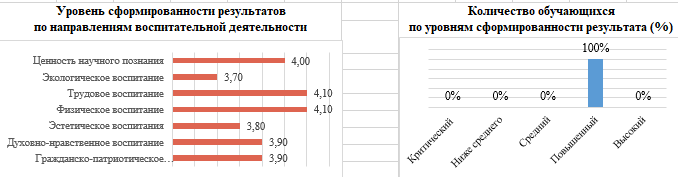 Уровень сформированности результатов
по направлениям воспитательной деятельности
Ценность научного познания
4,00
Экологическое воспитание
3,70
Трудовое воспитание
4,10
Физическое воспитание
4,10
Эстетическое воспитания
3,80
Духовно-нравственное воспитание
3,90
Гражданско-патриотическое…
3,90
Количество обучающихся
по уровням сформированности результата (%)
100%
0%
0%
0%
0%
Критический
Ниже среднего
Средний
Повышенный
Высокий